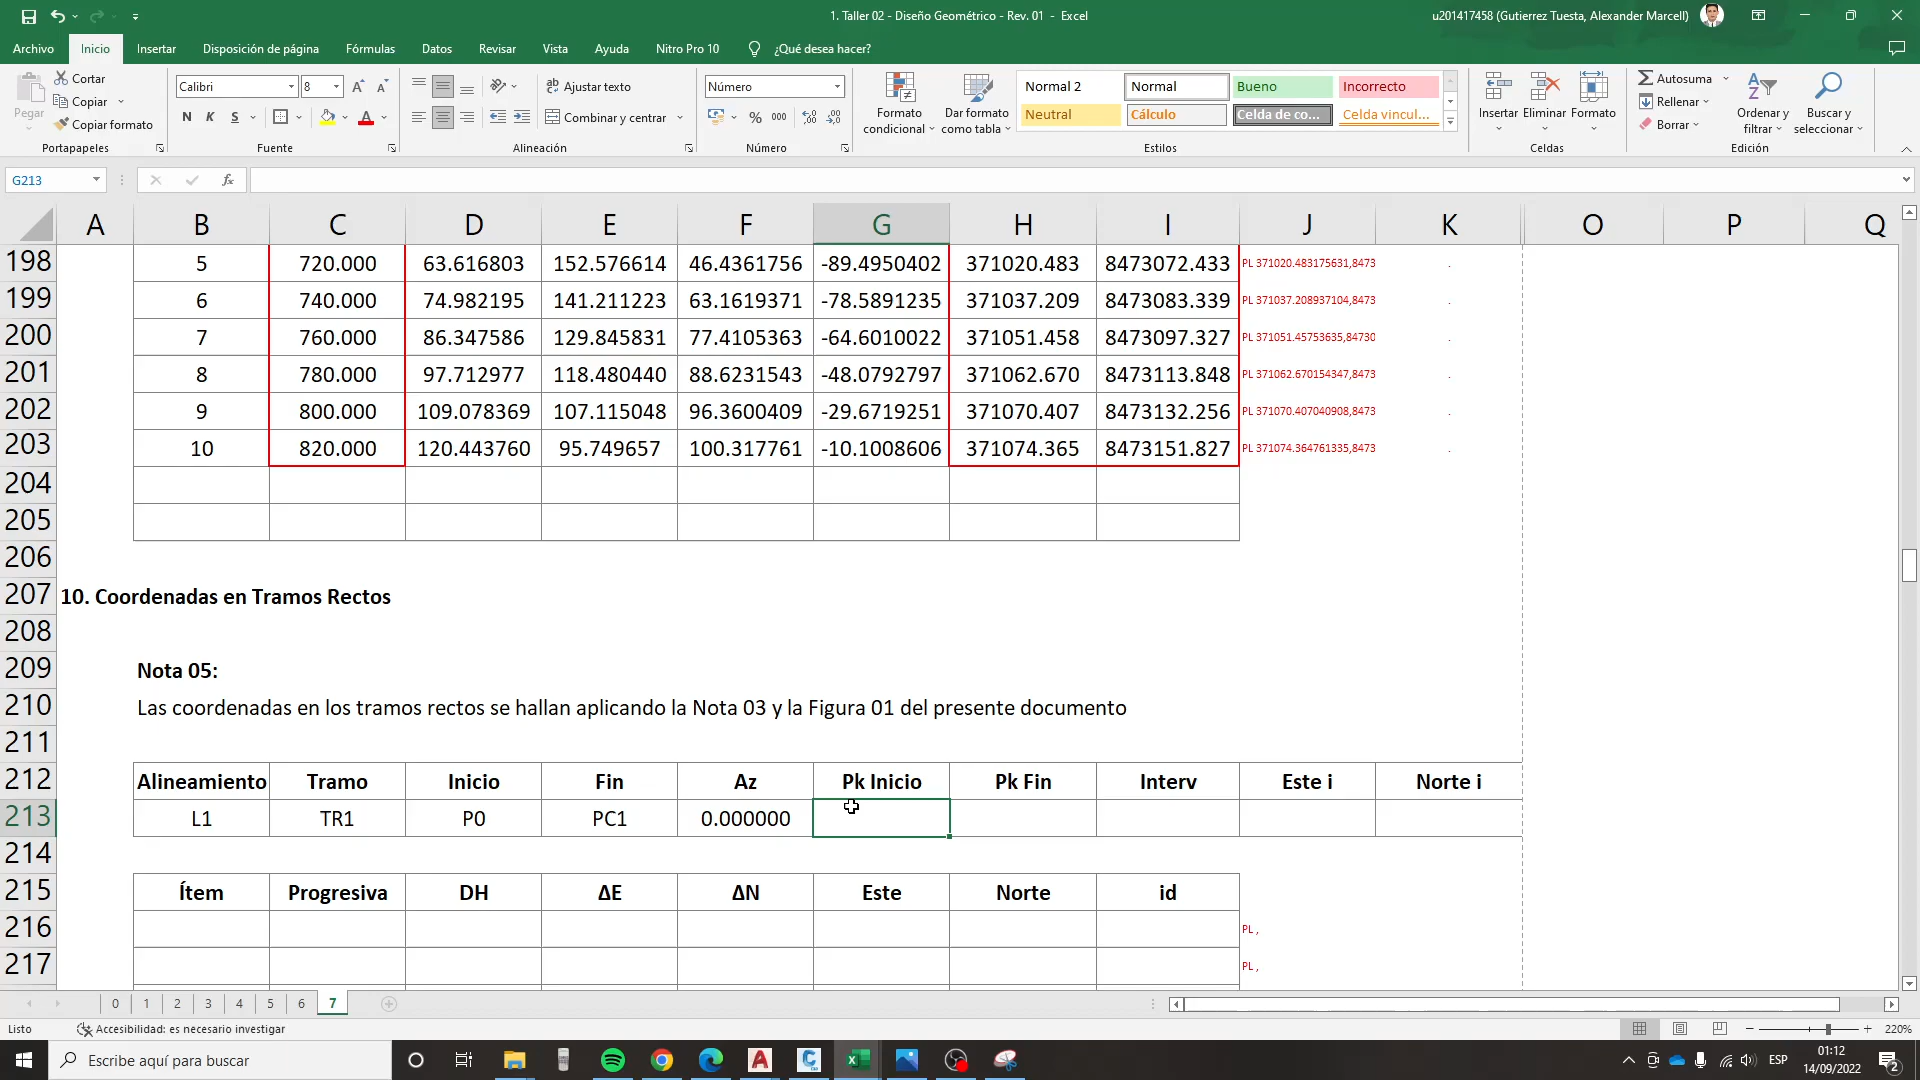 1. Taller 02 - Diseño Geométrico - Rev. 01 - Excel
u201417458 (Gutierrez Tuesta, Alexander Marcell)
Archivo Inicio Insertar Disposición de página Fórmulas Datos Revisar Vista Ayuda Nitro Pro 10 ¿Qué desea hacer?
Pegar
Cortar
Copiar
Copiar formato
Portapapeles
Calibri 8
N K S
Fuente
Ajustar texto
Combinar y centrar
Alineación
Número
% 000
Número
Formato condicional
Dar formato como tabla
Normal 2 Normal Bueno Incorrecto
Neutral Cálculo Celda de co... Celda vincul...
Estilos
Insertar Eliminar Formato
Celdas
Autosuma
Rellenar
Borrar
Ordenar y filtrar
Buscar y seleccionar
Edición
G213
fx
A B C D E F G H I J K O P Q
198 5 720.000 63.616803 152.576614 46.4361756 -89.4950402 371020.483 8473072.433 PL 371020.483175631,8473 .
199 6 740.000 74.982195 141.211223 63.1619371 -78.5891235 371037.209 8473083.339 PL 371037.208937104,8473 .
200 7 760.000 86.347586 129.845831 77.4105363 -64.6010022 371051.458 8473097.327 PL 371051.45753635,84730 .
201 8 780.000 97.712977 118.480440 88.6231543 -48.0792797 371062.670 8473113.848 PL 371062.670154347,8473 .
202 9 800.000 109.078369 107.115048 96.3600409 -29.6719251 371070.407 8473132.256 PL 371070.407040908,8473 .
203 10 820.000 120.443760 95.749657 100.317761 -10.1008606 371074.365 8473151.827 PL 371074.364761335,8473 .
204
205
206
207 10. Coordenadas en Tramos Rectos
208
209 Nota 05:
210 Las coordenadas en los tramos rectos se hallan aplicando la Nota 03 y la Figura 01 del presente documento
211
212 Alineamiento Tramo Inicio Fin Az Pk Inicio Pk Fin Interv Este i Norte i
213 L1 TR1 P0 PC1 0.000000
214
215 Ítem Progresiva DH ΔE ΔN Este Norte id
216 PL ,
217 PL ,
0 1 2 3 4 5 6 7
Listo Accesibilidad: es necesario investigar
220%
Escribe aquí para buscar
ESP
01:12
14/09/2022
2